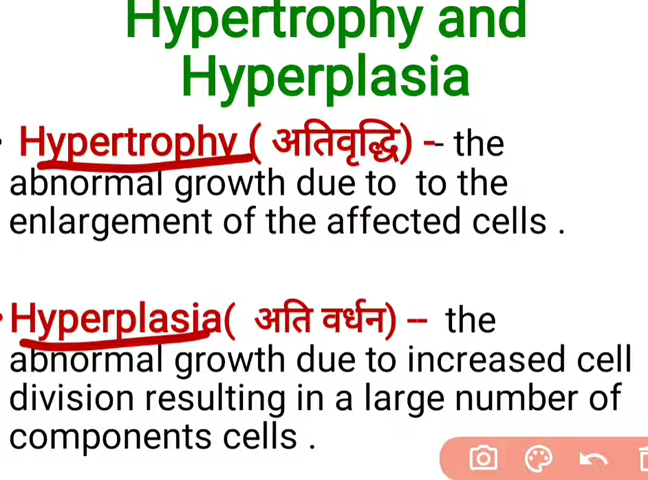 Hypertrophy and
Hyperplasia
• Hypertrophy ( अतिवृद्धि) -- the
abnormal growth due to to the
enlargement of the affected cells .
• Hyperplasia( अति वर्धन) -- the
abnormal growth due to increased cell
division resulting in a large number of
components cells .